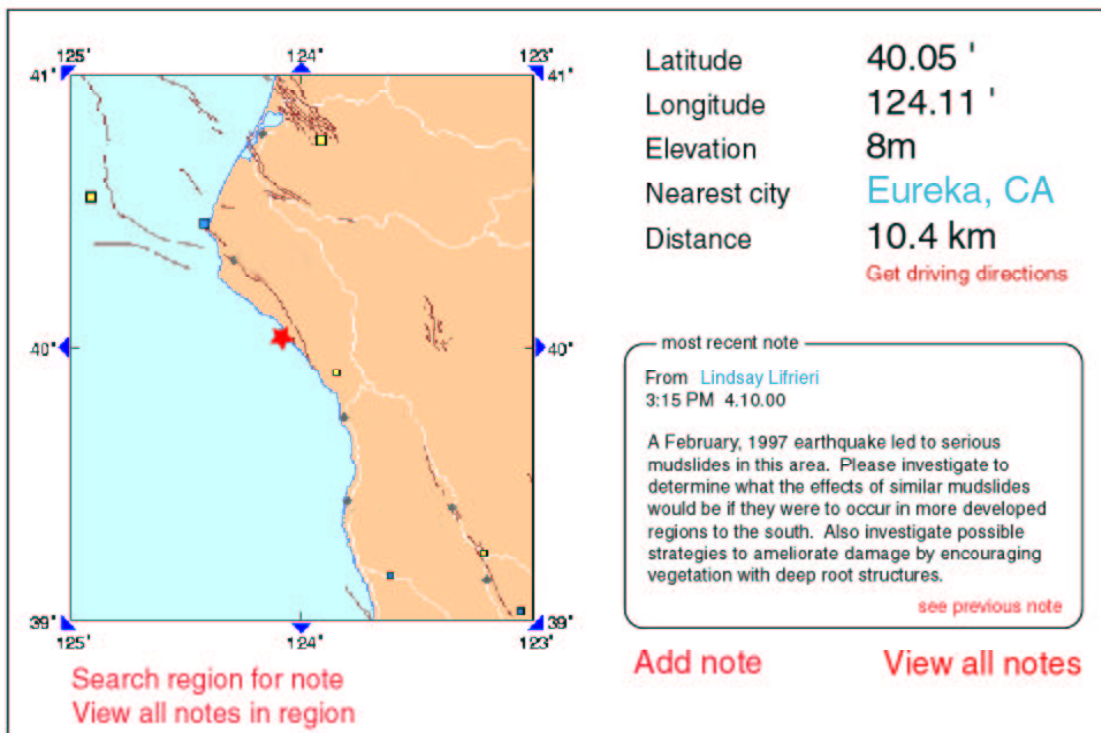 125'
124'
123'
41'
41'
40'
40'
39'
39'
125'
124'
123'
Search region for note
View all notes in region
Latitude 40.05 '
Longitude 124.11 '
Elevation 8m
Nearest city Eureka, CA
Distance 10.4 km
Get driving directions
most recent note
From Lindsay Lifrieri
3:15 PM 4.10.00
A February, 1997 earthquake led to serious
mudslides in this area. Please investigate to
determine what the effects of similar mudslides
would be if they were to occur in more developed
regions to the south. Also investigate possible
strategies to ameliorate damage by encouraging
vegetation with deep root structures.
see previous note
Add note
View all notes